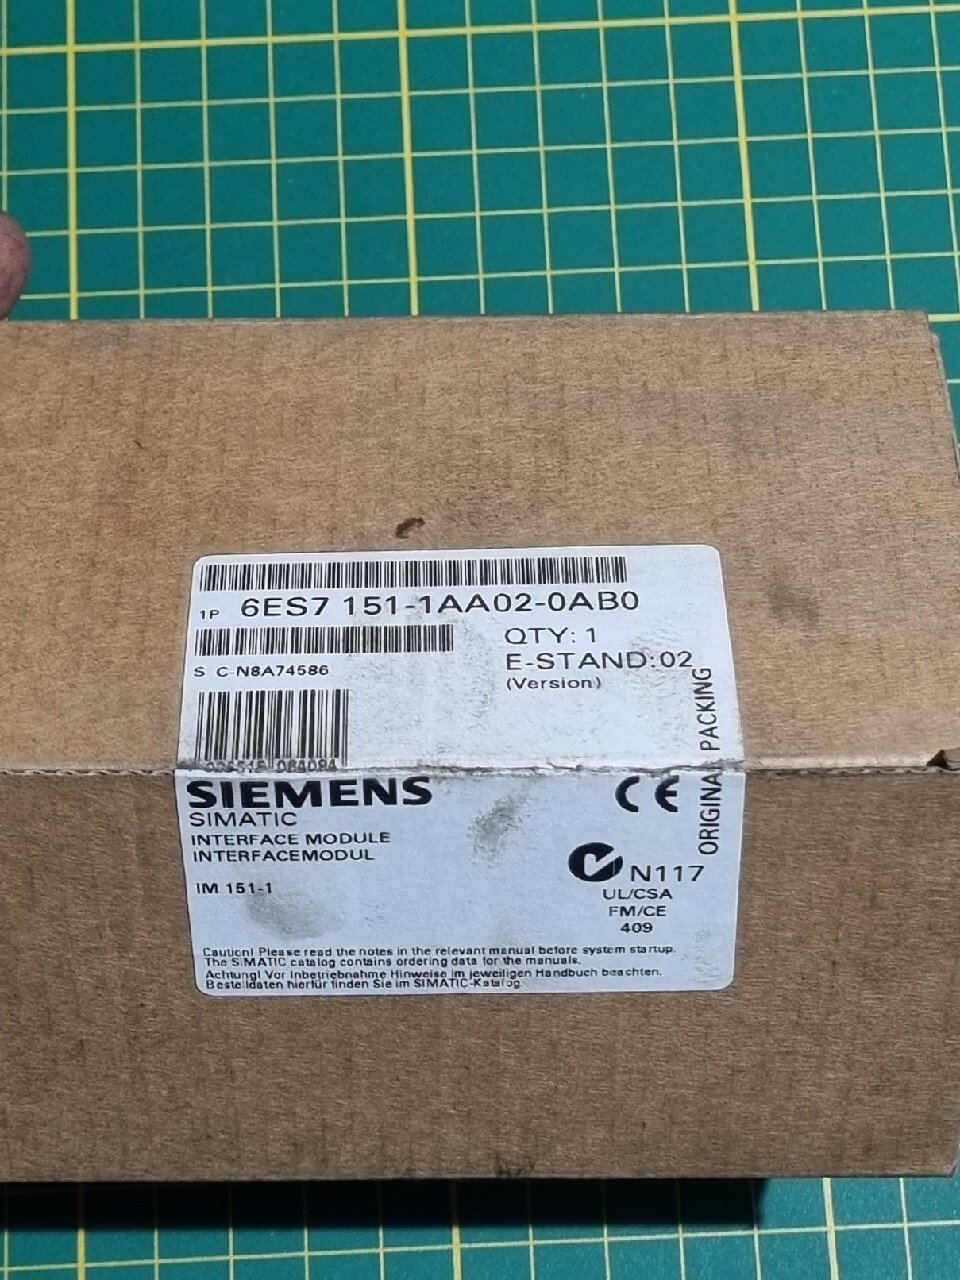 1P 6ES7 151-1AA02-0AB0
QTY: 1
S C-N8A74586
E-STAND:02
(Version)
ORIGINAL PACKING
SIEMENS
CE
SIMATIC
INTERFACE MODULE
INTERFACEMODUL
N117
IM 151-1
UL/CSA
FM/CE
409
Caution! Please read the notes in the relevant manual before system startup.
The SIMATIC catalog contains ordering data for the manuals.
Achtung! Vor Inbetriebnahme Hinweise im jeweiligen Handbuch beachten.
Bestelldaten hierfür finden Sie im SIMATIC-Katalog.